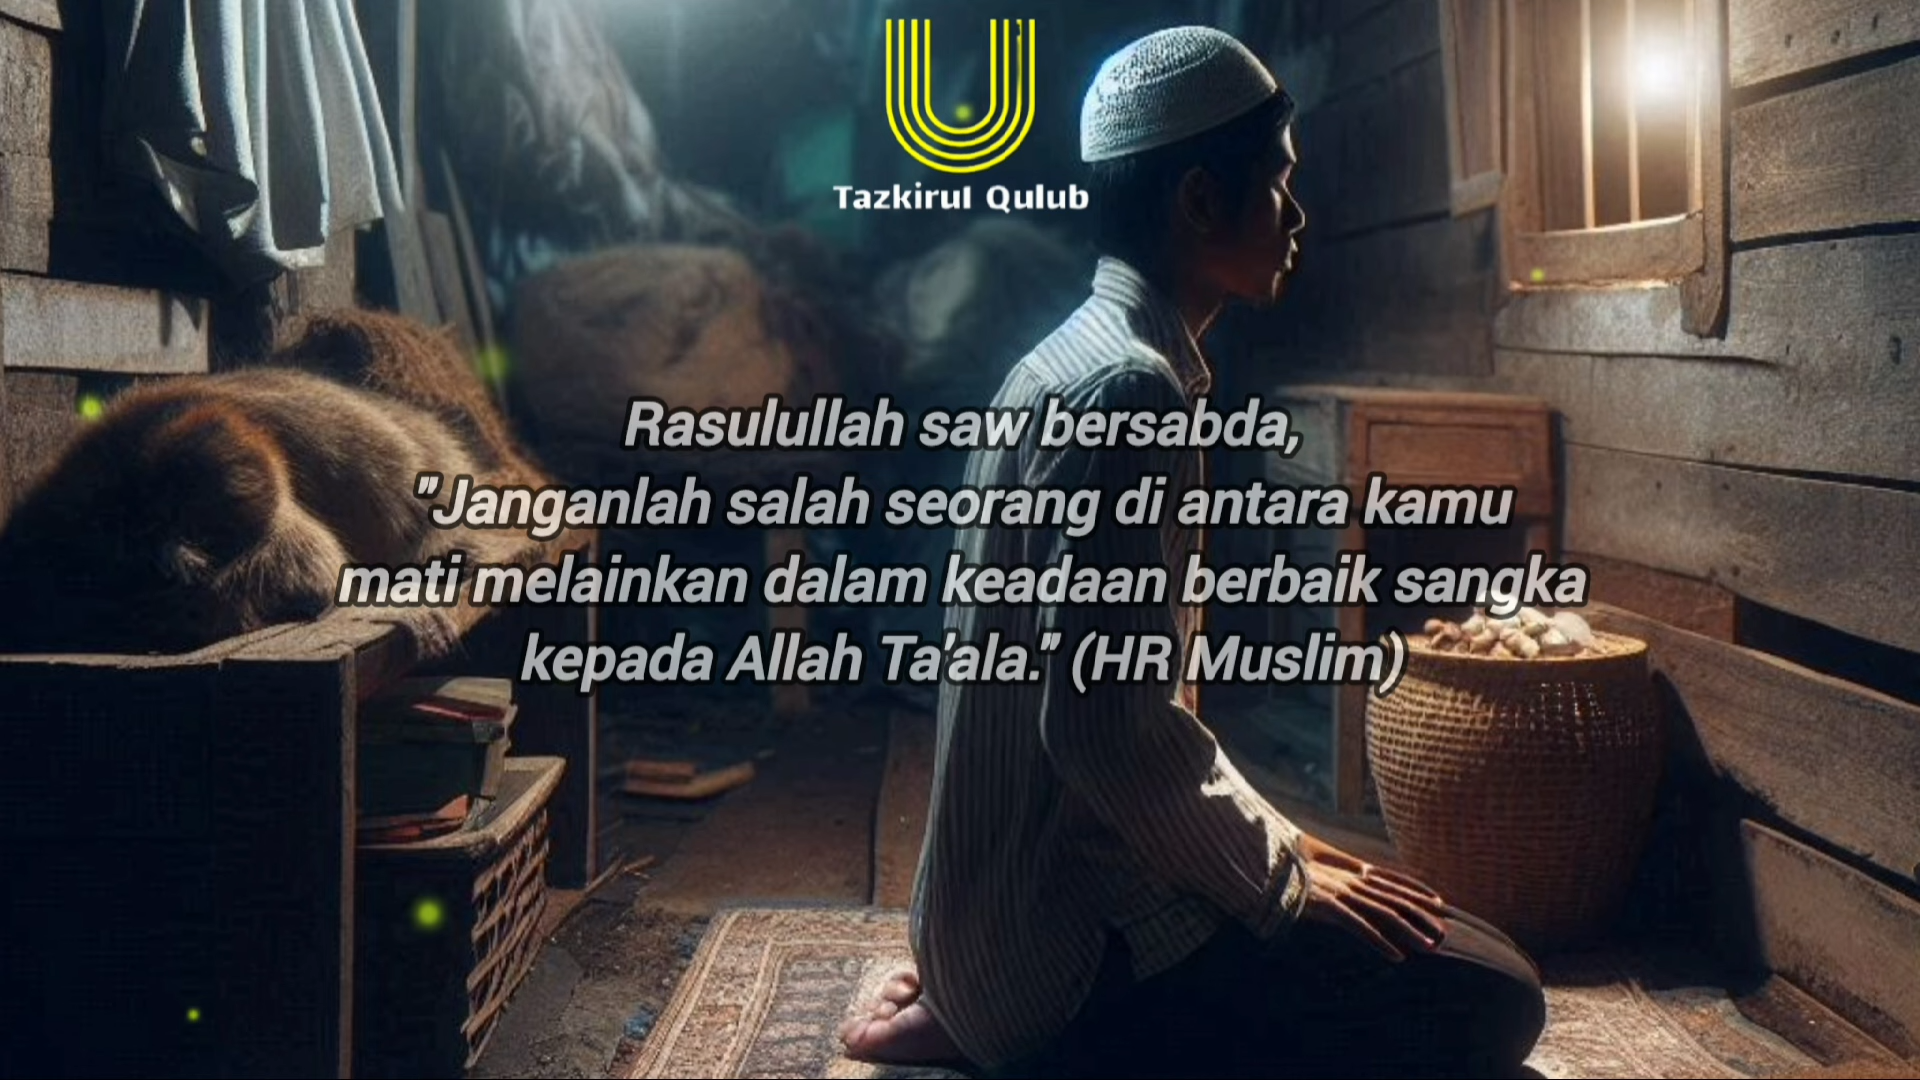 Tazkirul Qulub
Rasulullah saw bersabda,
"Janganlah salah seorang di antara kamu
mati melainkan dalam keadaan berbaik sangka
kepada Allah Ta'ala." (HR Muslim)